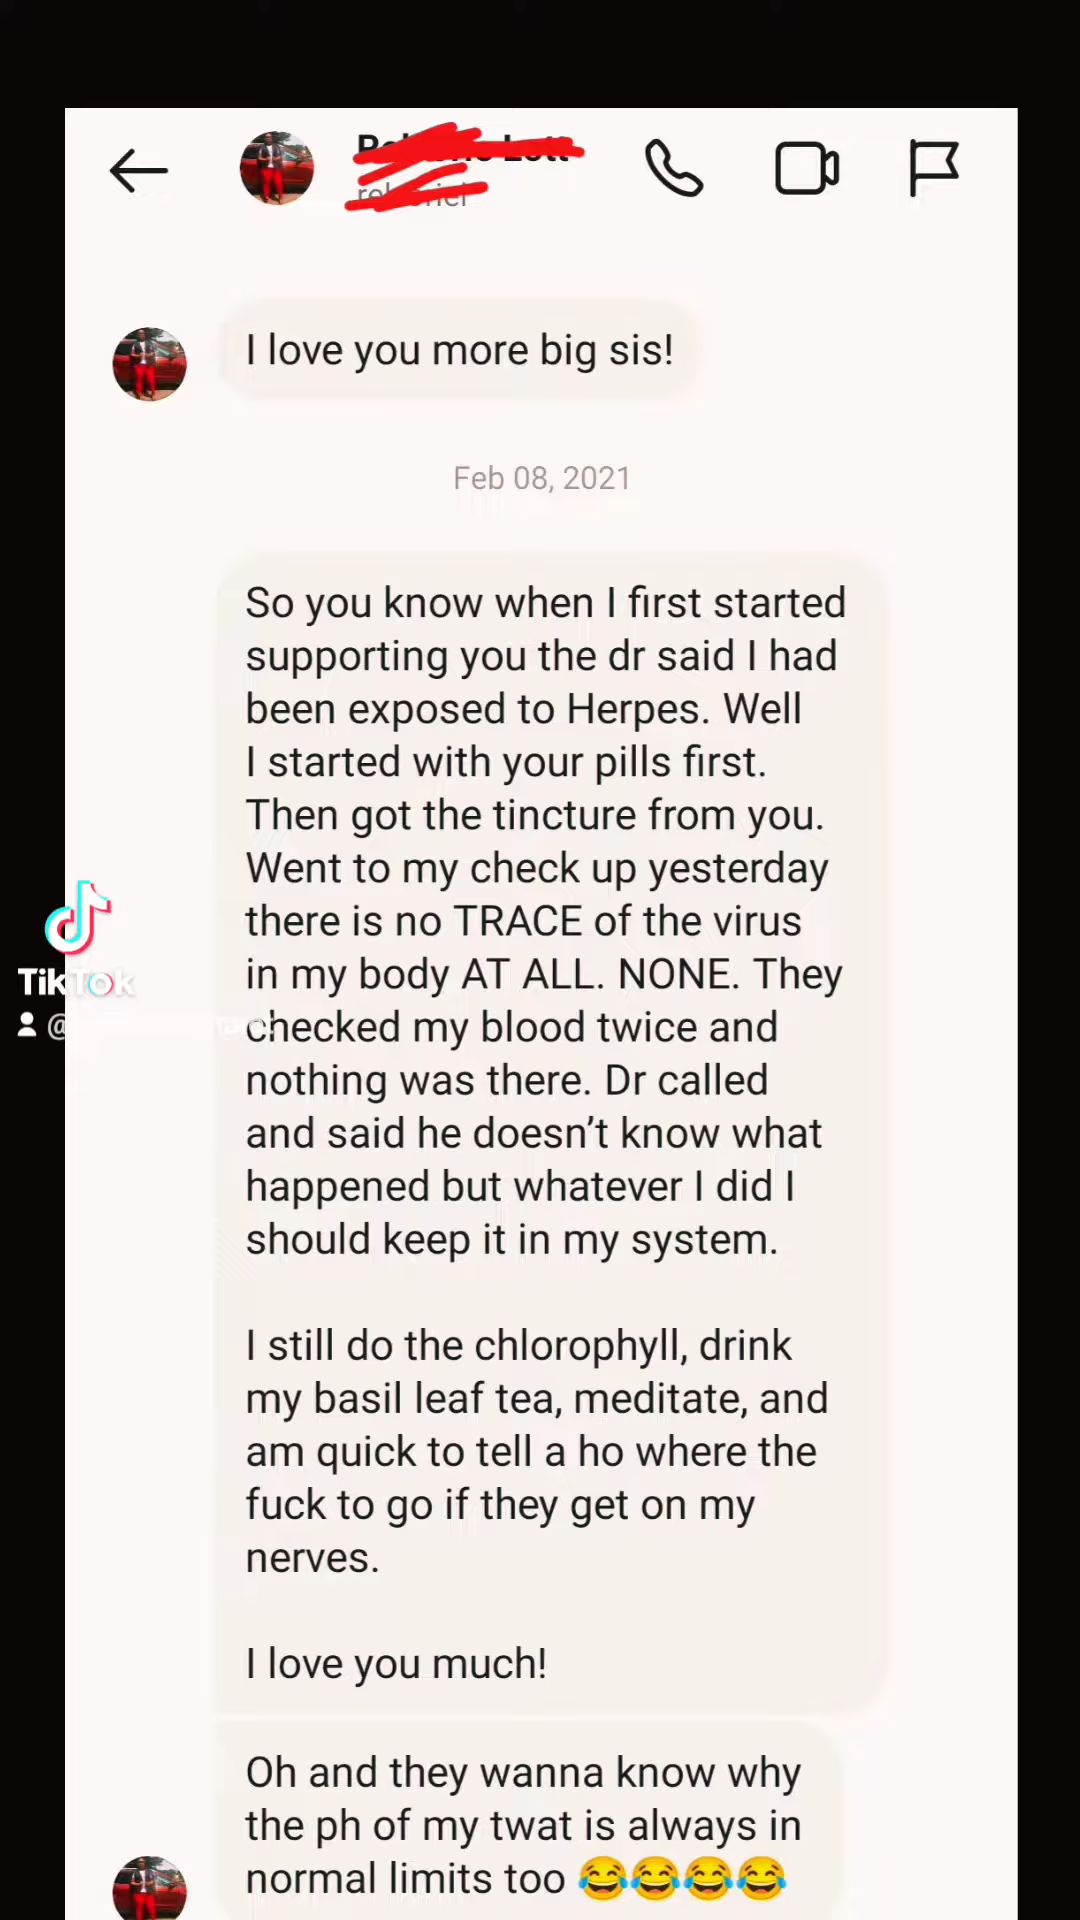 I love you more big sis!
Feb 08, 2021
So you know when I first started
supporting you the dr said I had
been exposed to Herpes. Well
I started with your pills first.
Then got the tincture from you.
Went to my check up yesterday
there is no TRACE of the virus
in my body AT ALL. NONE. They
checked my blood twice and
nothing was there. Dr called
and said he doesn’t know what
happened but whatever I did I
should keep it in my system.
I still do the chlorophyll, drink
my basil leaf tea, meditate, and
am quick to tell a ho where the
fuck to go if they get on my
nerves.
I love you much!
Oh and they wanna know why
the ph of my twat is always in
normal limits too 😂😂😂😂
TikTok
@